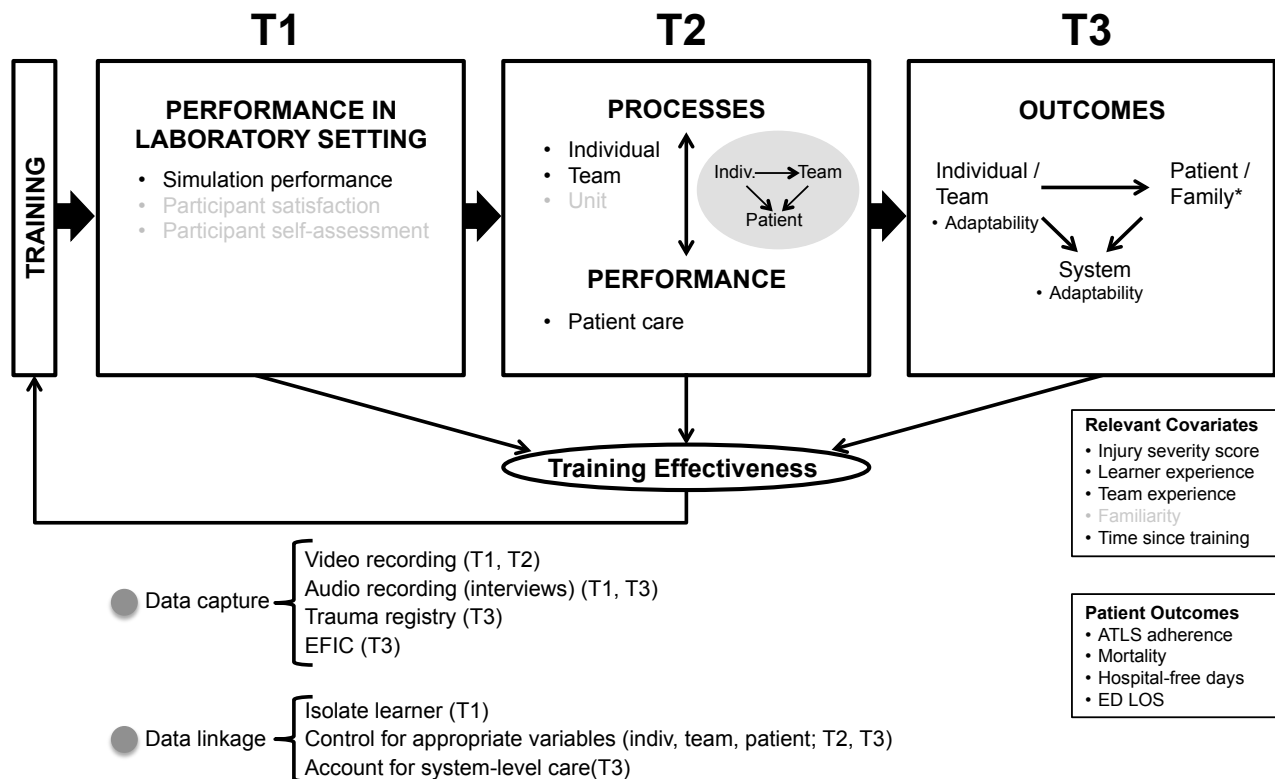 T1
T2
T3
TRAINING
PERFORMANCE IN
LABORATORY SETTING
• Simulation performance
• Participant satisfaction
• Participant self-assessment
PROCESSES
• Individual
• Team
• Unit
Indiv.
Team
Patient
PERFORMANCE
• Patient care
OUTCOMES
Individual /
Team
• Adaptability
Patient /
Family*
System
• Adaptability
Training Effectiveness
Relevant Covariates
• Injury severity score
• Learner experience
• Team experience
• Familiarity
• Time since training
Data capture
Video recording (T1, T2)
Audio recording (interviews) (T1, T3)
Trauma registry (T3)
EFIC (T3)
Patient Outcomes
• ATLS adherence
• Mortality
• Hospital-free days
• ED LOS
Data linkage
Isolate learner (T1)
Control for appropriate variables (indiv, team, patient; T2, T3)
Account for system-level care(T3)